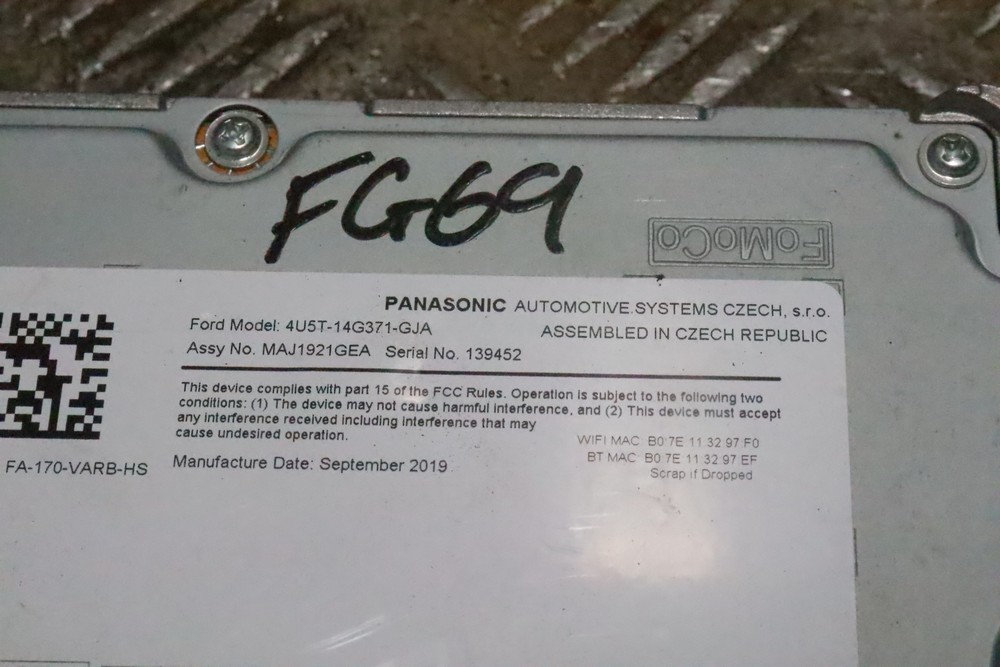 FG69
FoMoCo
PANASONIC AUTOMOTIVE SYSTEMS CZECH, s.r.o.
Ford Model: 4U5T-14G371-GJA
ASSEMBLED IN CZECH REPUBLIC
Assy No. MAJ1921GEA Serial No. 139452
This device complies with part 15 of the FCC Rules. Operation is subject to the following two
conditions: (1) The device may not cause harmful interference, and (2) This device must accept
any interference received including interference that may
cause undesired operation.
WIFI MAC B0 7E 11 32 97 F0
BT MAC B0 7E 11 32 97 EF
Scrap if Dropped
FA-170-VARB-HS
Manufacture Date: September 2019